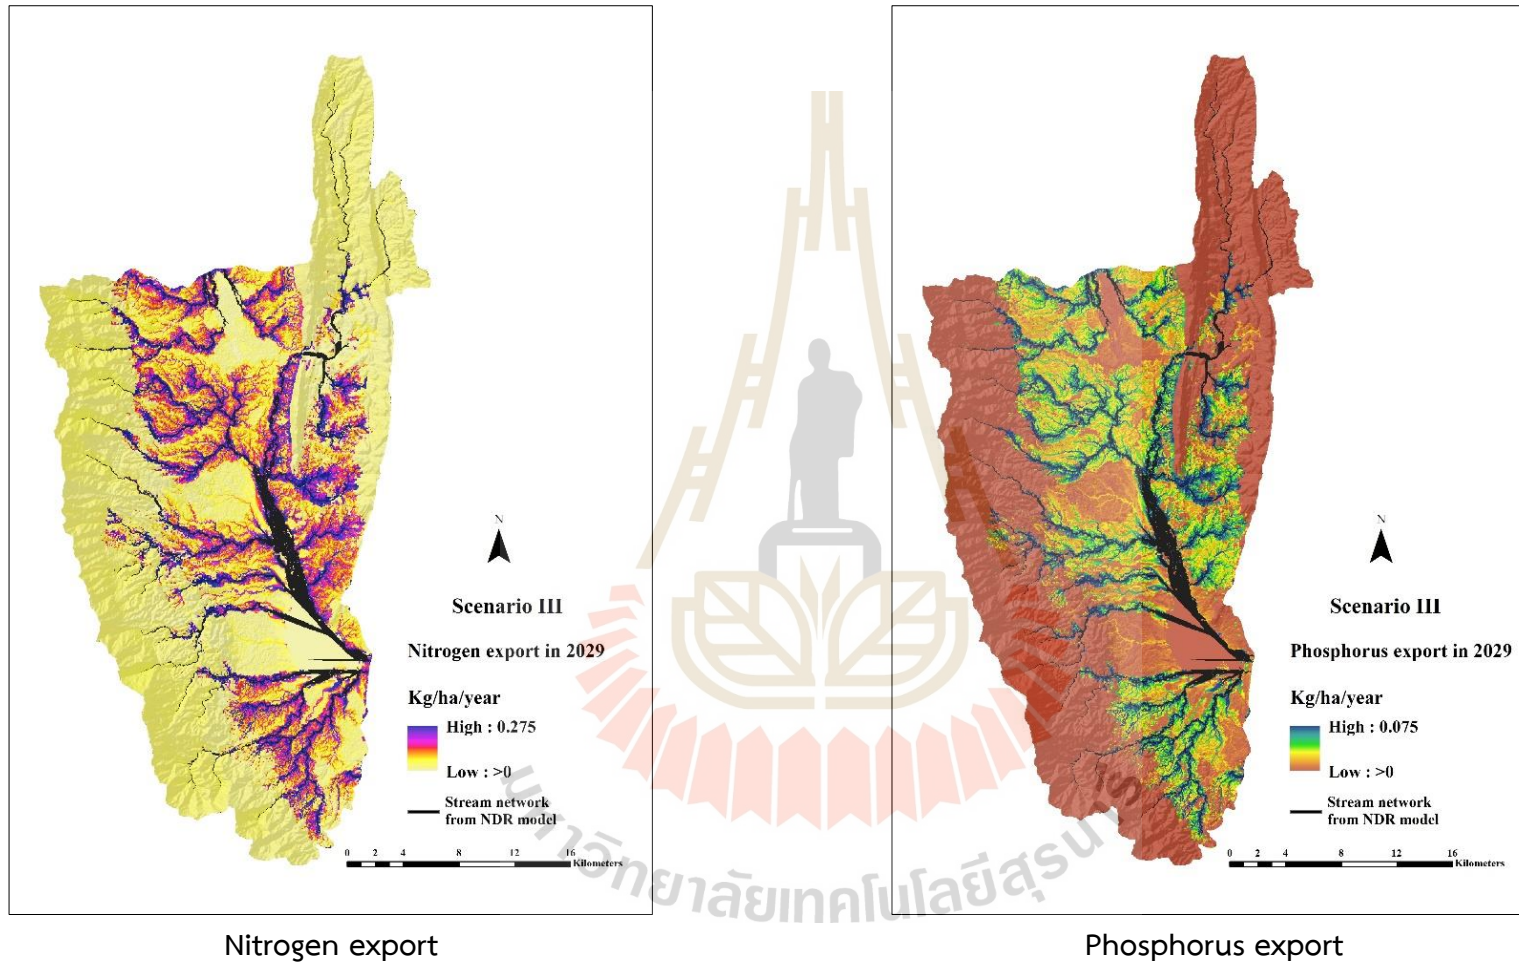 N
Scenario III
Nitrogen export in 2029
Kg/ha/year
High : 0.275
Low : >0
Stream network
from NDR model
0 2 4 8 12 16
Kilometers
Nitrogen export
N
Scenario III
Phosphorus export in 2029
Kg/ha/year
High : 0.075
Low : >0
Stream network
from NDR model
0 2 4 8 12 16
Kilometers
Phosphorus export
มหาวิทยาลัยเทคโนโลยีสุรนารี